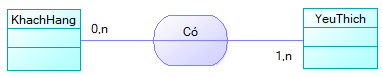 KhachHang
0,n
Có
1,n
YeuThich